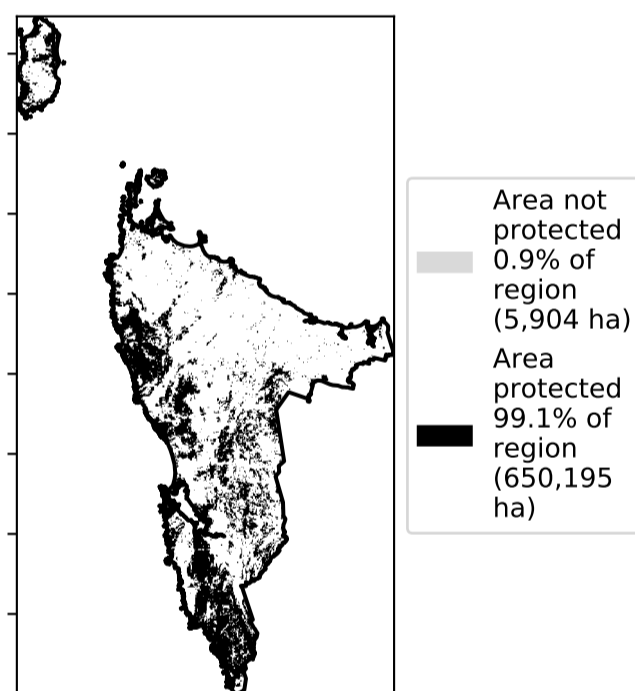 Area not
protected
0.9% of
region
(5,904 ha)
Area
protected
99.1% of
region
(650,195
ha)